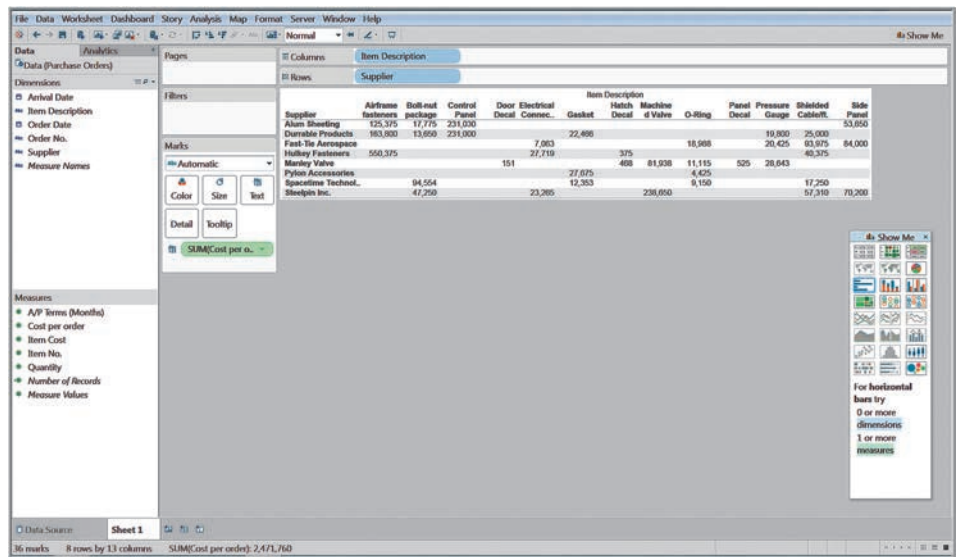 File Data Worksheet Dashboard Story Analysis Map Format Server Window Help
Normal
Show Me
Data Analytics
Data (Purchase Orders)
Dimensions
Arrival Date
Item Description
Order Date
Order No.
Supplier
Measure Names
Measures
A/P Terms (Months)
Cost per order
Item Cost
Item No.
Quantity
Number of Records
Measure Values
Pages
Filters
Marks
Automatic
Color Size Text
Detail Tooltip
SUM(Cost per o..
Columns Item Description
Rows Supplier
Item Description
Supplier Airframe fasteners Bolt-nut package Control Panel Door Decal Electrical Connec.. Gasket Hatch Decal Machine d Valve O-Ring Panel Decal Pressure Gauge Shielded Cable/ft. Side Panel
Alum Sheeting 125,375 17,775 231,030 53,650
Durrable Products 163,800 13,650 231,000 22,466 19,800 25,000
Fast-Tie Aerospace 7,063 18,988 20,425 93,975 84,000
Hulkey Fasteners 550,375 27,719 375 40,375
Manley Valve 151 468 81,938 11,115 525 28,643
Pylon Accessories 27,675 4,425
Spacetime Technol.. 94,554 12,353 9,150 17,250
Steelpin Inc. 47,250 23,265 238,650 57,310 70,200
Show Me
For horizontal
bars try
0 or more
dimensions
1 or more
measures
Data Source Sheet 1
36 marks 8 rows by 13 columns SUM(Cost per order): 2,471,760